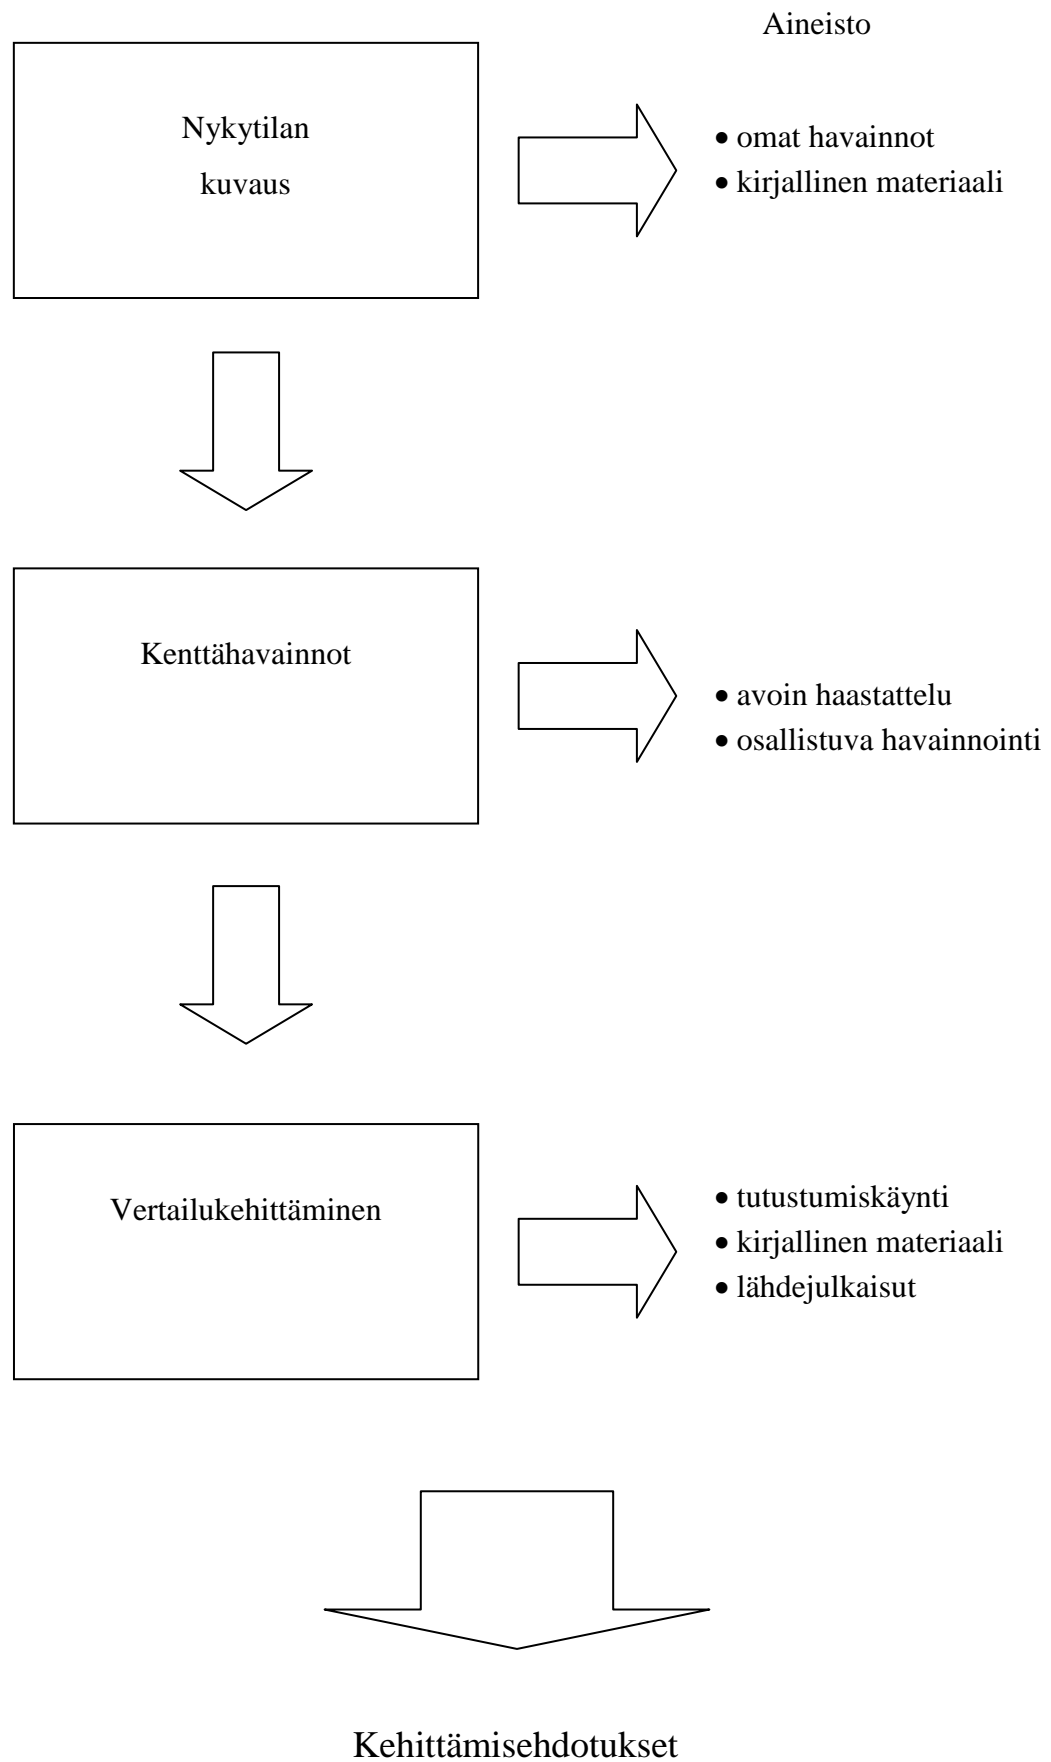 Aineisto
Nykytilan
kuvaus
• omat havainnot
• kirjallinen materiaali
Kenttähavainnot
• avoin haastattelu
• osallistuva havainnointi
Vertailukehittäminen
• tutustumiskäynti
• kirjallinen materiaali
• lähdejulkaisut
Kehittämisehdotukset